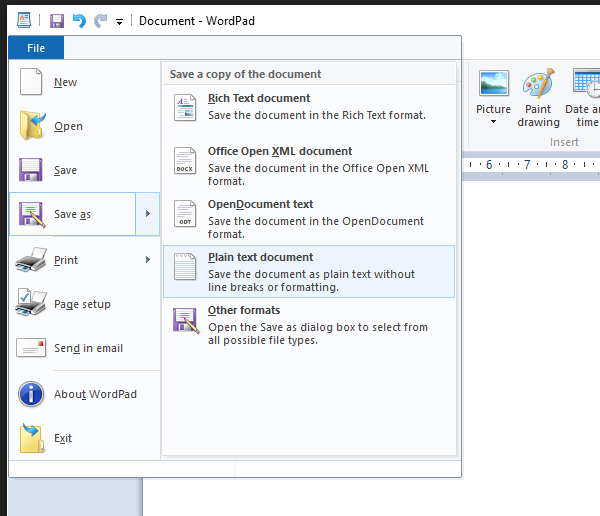 Document - WordPad
File
New
Open
Save
Save as
Print
Page setup
Send in email
About WordPad
Exit
Save a copy of the document
Rich Text document
Save the document in the Rich Text format.
Office Open XML document
DOCX
Save the document in the Office Open XML
format.
OpenDocument text
ODT
Save the document in the OpenDocument
format.
Plain text document
Save the document as plain text without
line breaks or formatting.
Other formats
Open the Save as dialog box to select from
all possible file types.
Picture
Paint
drawing
Date an
time
Insert
6 7 8